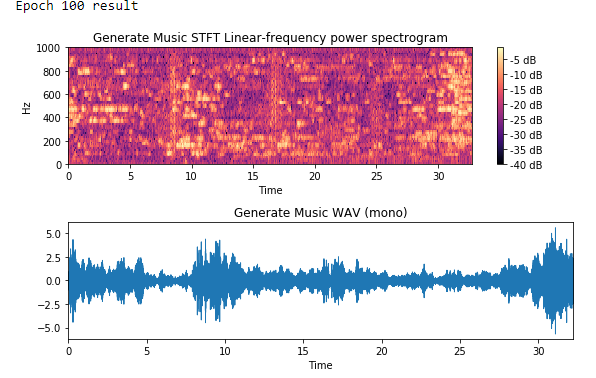 Epoch 100 result
Generate Music STFT Linear-frequency power spectrogram
1000
800
600
400
200
0
Hz
0 5 10 15 20 25 30
Time
-5 dB
-10 dB
-15 dB
-20 dB
-25 dB
-30 dB
-35 dB
-40 dB
Generate Music WAV (mono)
5.0
2.5
0.0
−2.5
−5.0
0 5 10 15 20 25 30
Time